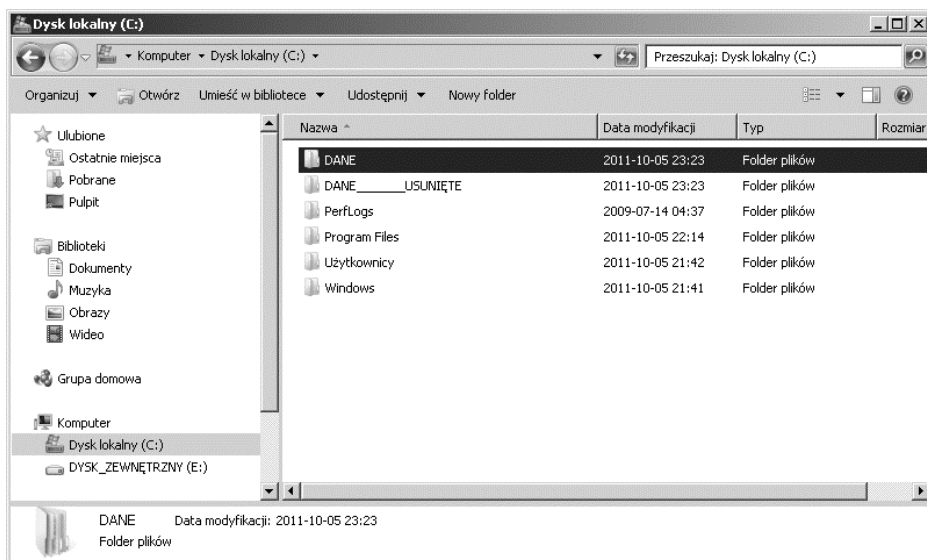 Dysk lokalny (C:)
Komputer Dysk lokalny (C:)
Przeszukaj: Dysk lokalny (C:)
Organizuj Otwórz Umieść w bibliotece Udostępnij Nowy folder
Ulubione
Ostatnie miejsca
Pobrane
Pulpit
Biblioteki
Dokumenty
Muzyka
Obrazy
Wideo
Grupa domowa
Komputer
Dysk lokalny (C:)
DYSK_ZEWNĘTRZNY (E:)
Nazwa Data modyfikacji Typ Rozmiar
DANE 2011-10-05 23:23 Folder plików
DANE______USUNIĘTE 2011-10-05 23:23 Folder plików
PerfLogs 2009-07-14 04:37 Folder plików
Program Files 2011-10-05 22:14 Folder plików
Użytkownicy 2011-10-05 21:42 Folder plików
Windows 2011-10-05 21:41 Folder plików
DANE Data modyfikacji: 2011-10-05 23:23
Folder plików